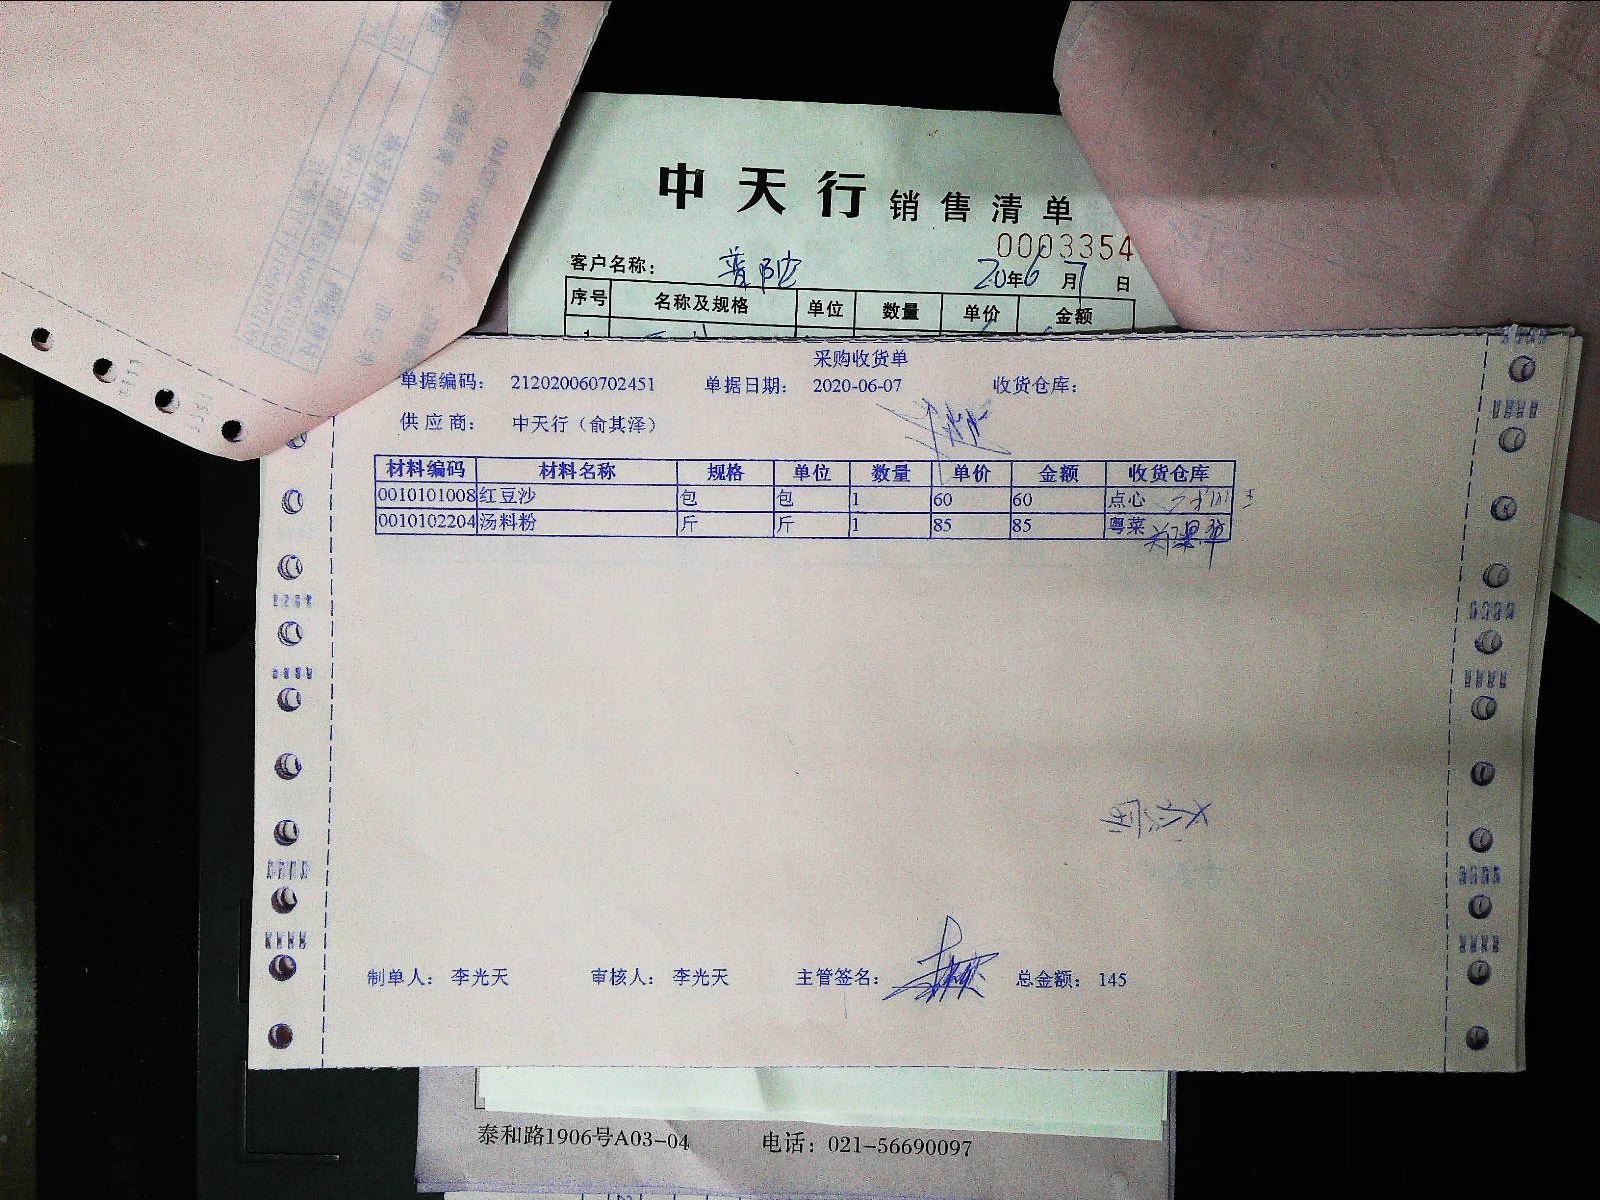 中天行 销售清单
0003354
客户名称： 普陀 20年6月7日
序号 名称及规格 单位 数量 单价 金额
1
采购收货单
单据编码： 212020060702451 单据日期： 2020-06-07 收货仓库：
供应商： 中天行（俞其泽）
材料编码 材料名称 规格 单位 数量 单价 金额 收货仓库
0010101008 红豆沙 包 包 1 60 60 点心
0010102204 汤料粉 斤 斤 1 85 85 粤菜
制单人： 李光天 审核人： 李光天 主管签名： 总金额： 145
泰和路1906号A03-04 电话：021-56690097